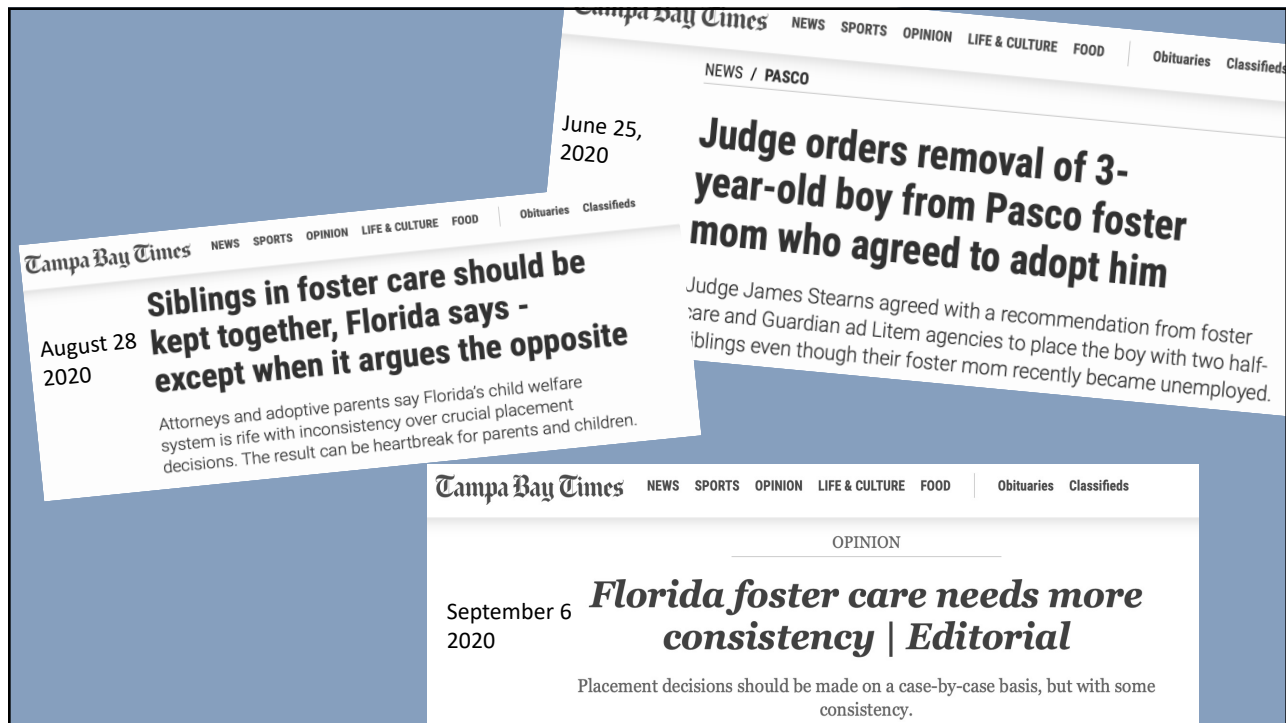 Tampa Bay Times NEWS SPORTS OPINION LIFE & CULTURE FOOD Obituaries Classifieds
NEWS / PASCO
June 25,
2020
Judge orders removal of 3-
year-old boy from Pasco foster
mom who agreed to adopt him
Judge James Stearns agreed with a recommendation from foster
care and Guardian ad Litem agencies to place the boy with two half-
iblings even though their foster mom recently became unemployed.
Tampa Bay Times NEWS SPORTS OPINION LIFE & CULTURE FOOD Obituaries Classifieds
August 28
2020
Siblings in foster care should be
kept together, Florida says -
except when it argues the opposite
Attorneys and adoptive parents say Florida's child welfare
system is rife with inconsistency over crucial placement
decisions. The result can be heartbreak for parents and children.
Tampa Bay Times NEWS SPORTS OPINION LIFE & CULTURE FOOD Obituaries Classifieds
OPINION
September 6
2020
Florida foster care needs more
consistency | Editorial
Placement decisions should be made on a case-by-case basis, but with some
consistency.